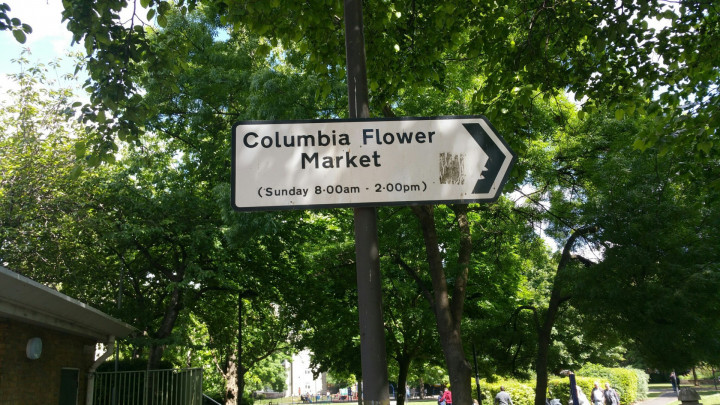 Columbia Flower
Market
(Sunday 8·00am - 2·00pm)